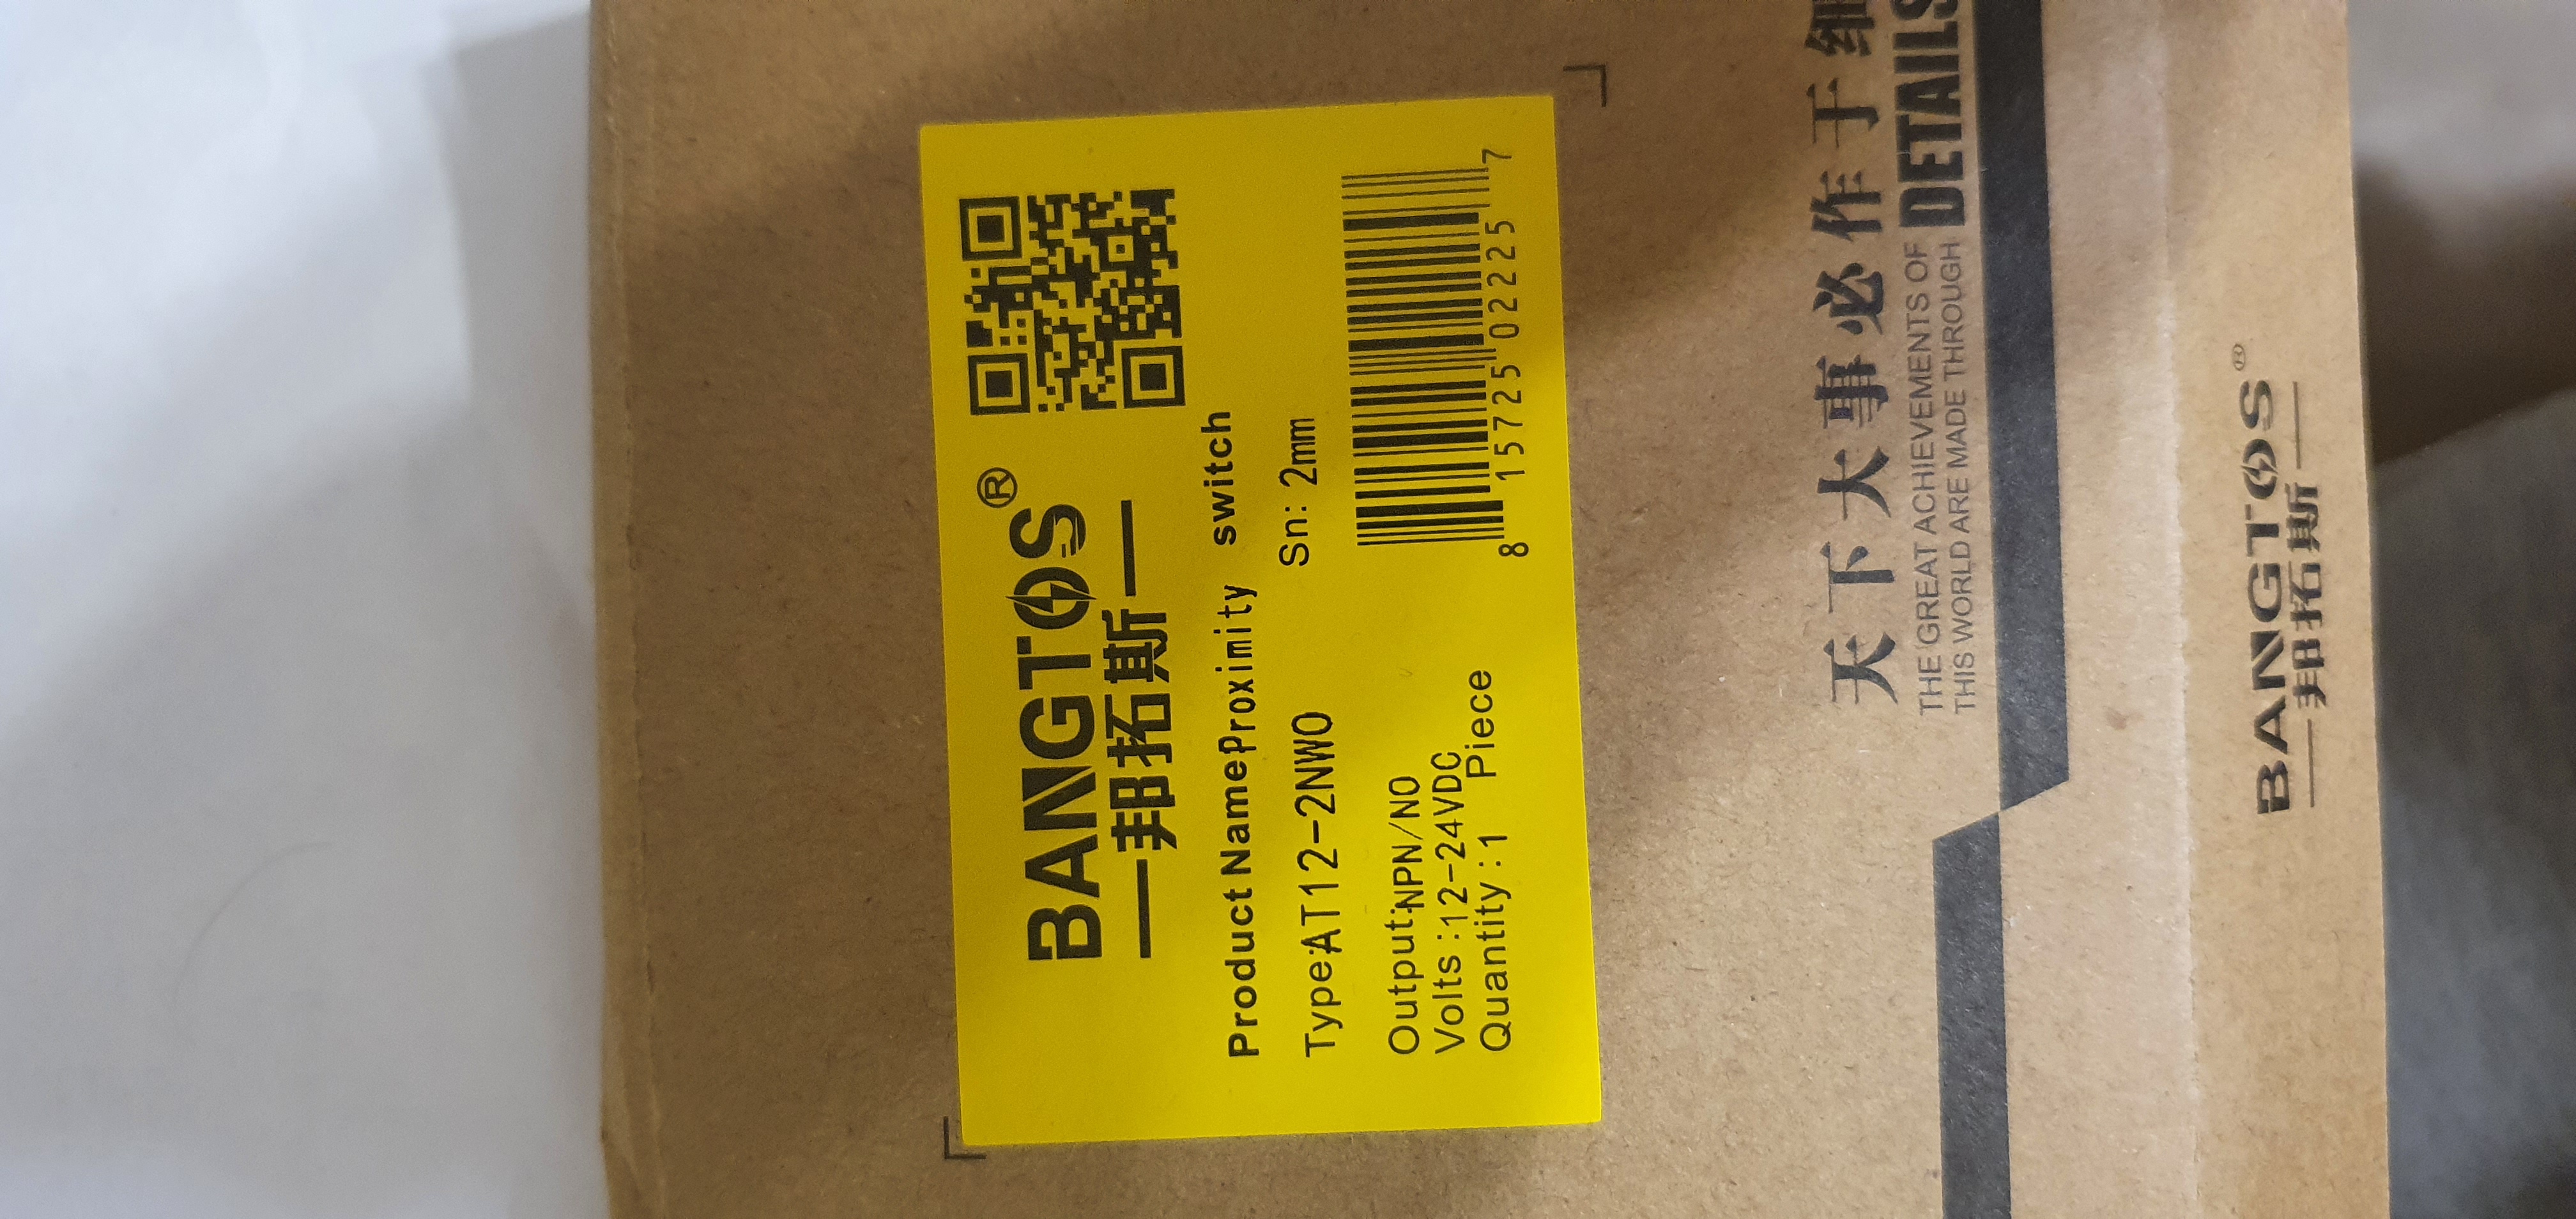 BANGTOS®
邦拓斯
Product Name Proximity switch
Type:AT12-2NWO Sn: 2mm
Output:NPN/NO
Volts:12-24VDC
Quantity:1 Piece
8 15725 02225 7
天下大事必作于细
THE GREAT ACHIEVEMENTS OF
THIS WORLD ARE MADE THROUGH DETAILS
BANGTOS®
邦拓斯